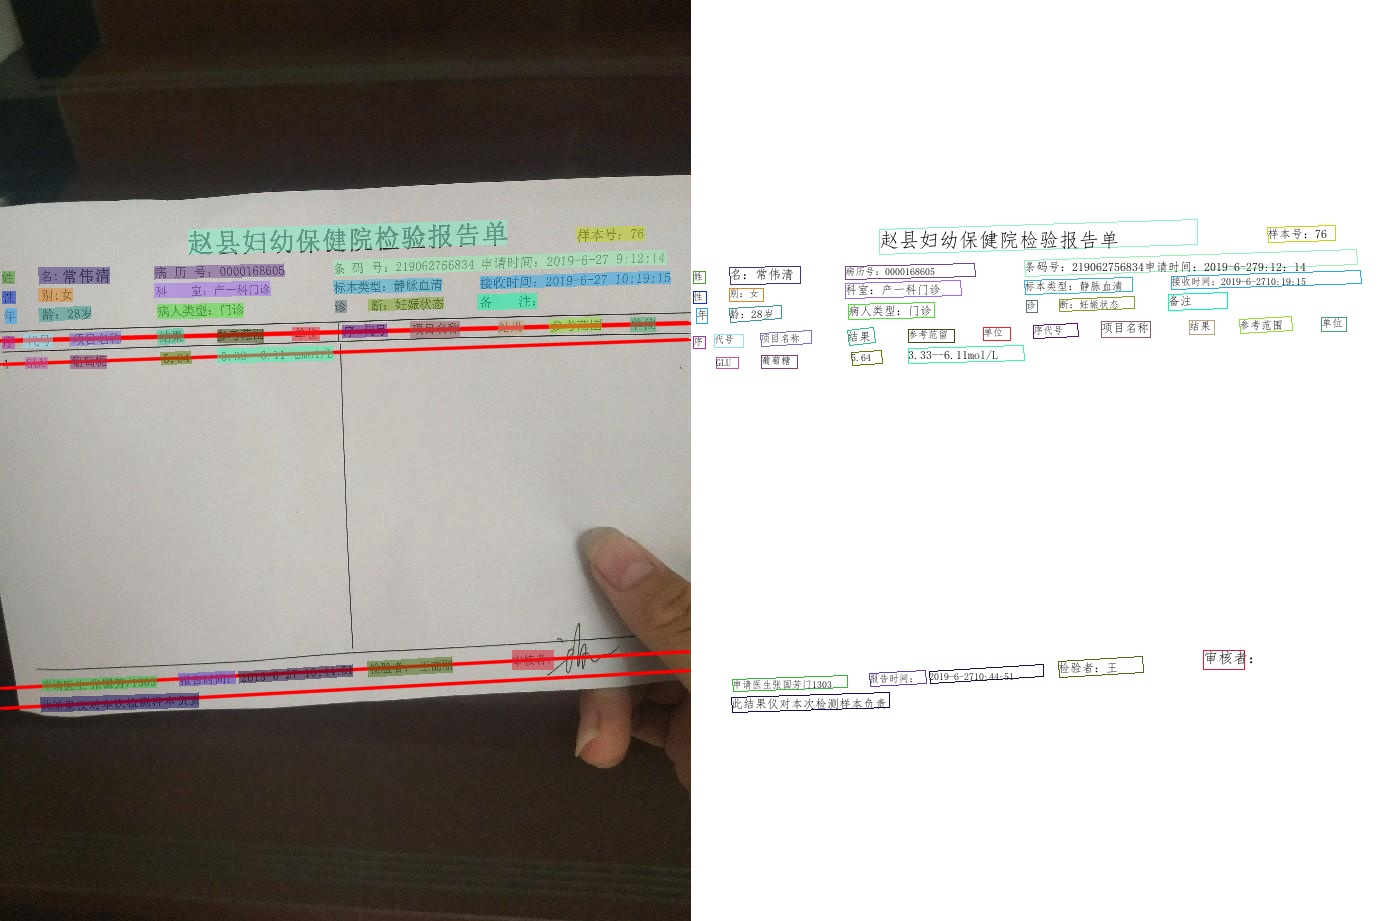 赵县妇幼保健院检验报告单 样本号: 76
姓 名: 常伟清 病 历 号: 0000168605 条 码 号: 219062756834 申请时间: 2019-6-27 9:12:14
性 别:女 科 室: 产一科门诊 标本类型: 静脉血清 接收时间: 2019-6-27 10:19:15
年 龄: 28岁 病人类型: 门诊 诊 断: 妊娠状态 备 注:
序 代号 项目名称 结果 参考范围 单位 序 代号 项目名称 结果 参考范围 单位
1 GLU 葡萄糖 5.64 3.33--6.11 mmol/L
申请医生 张国芳 1303 报告时间: 2019-6-27 10:44:51 检验者: 王 审核者:
此结果仅对本次检测样本负责
赵县妇幼保健院检验报告单 样本号: 76
姓 名: 常伟清 病历号: 0000168605 条码号: 219062756834申请时间: 2019-6-279:12: 14
性 别: 女 科室: 产一科门诊 标本类型: 静脉血清 接收时间: 2019-6-2710:19:15
年 龄: 28岁 病人类型: 门诊 诊 断: 妊娠状态 备注
序 代号 项目名称 结果 参考范留 单位 序代号 项目名称 结果 参考范围 单位
GLU 葡萄糖 5.64 3.33--6.11mol/L
申请医生张国芳门1303 报告时间: 2019-6-2710:44:51 检验者: 王 审核者:
此结果仅对本次检测样本负责